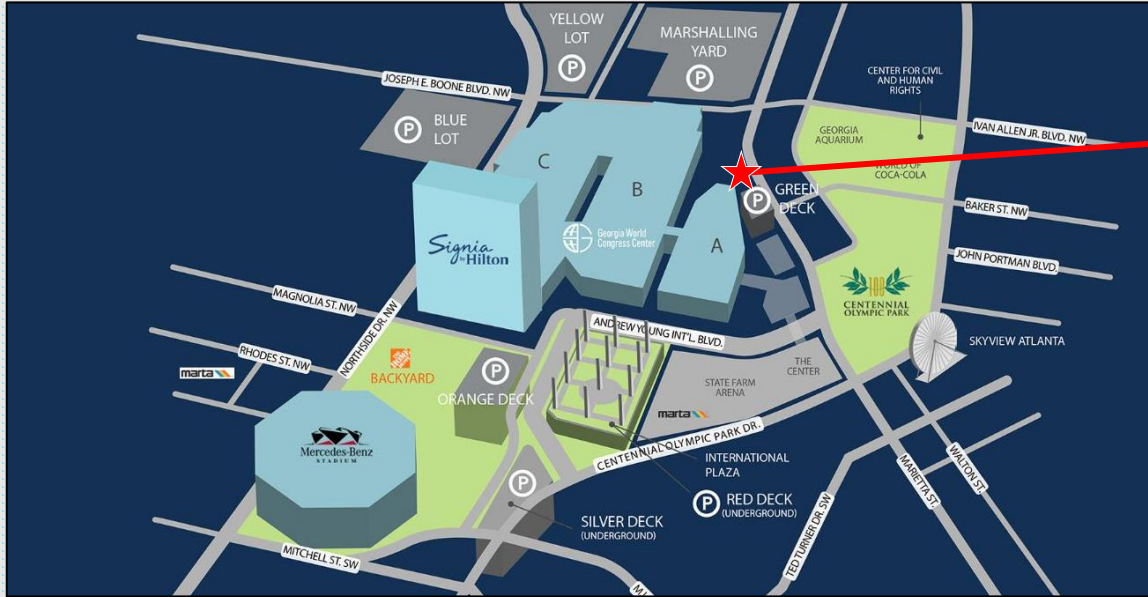 YELLOW
LOT
P
MARSHALLING
YARD
P
CENTER FOR CIVIL
AND HUMAN
RIGHTS
JOSEPH E. BOONE BLVD. NW
P
BLUE
LOT
GEORGIA
AQUARIUM
IVAN ALLEN JR. BLVD. NW
C
B
WORLD OF
COCA-COLA
P
GREEN
DECK
BAKER ST. NW
Signia
by Hilton
Georgia World
Congress Center
A
JOHN PORTMAN BLVD.
100
CENTENNIAL
OLYMPIC PARK
MAGNOLIA ST. NW
NORTHSIDE DR. NW
ANDREW YOUNG INT'L. BLVD.
SKYVIEW ATLANTA
RHODES ST. NW
marta
THE HOME DEPOT
BACKYARD
P
ORANGE DECK
THE
CENTER
STATE FARM
ARENA
marta
Mercedes-Benz
STADIUM
CENTENNIAL OLYMPIC PARK DR.
INTERNATIONAL
PLAZA
MARIETTA ST.
WALTON ST.
P
P
RED DECK
(UNDERGROUND)
SILVER DECK
(UNDERGROUND)
TED TURNER DR. SW
MITCHELL ST. SW